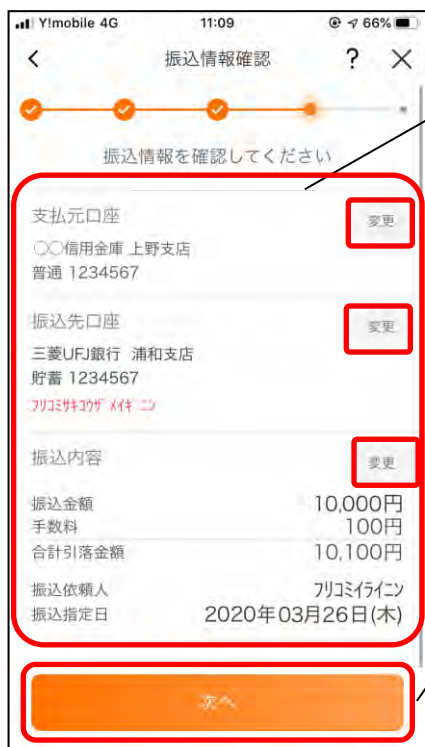 Y!mobile 4G 11:09 66%
振込情報確認 ?
振込情報を確認してください
支払元口座 変更
○○信用金庫 上野支店
普通 1234567
振込先口座 変更
三菱UFJ銀行 浦和支店
貯蓄 1234567
フリコミサキコウザ メイギニン
振込内容 変更
振込金額 10,000円
手数料 100円
合計引落金額 10,100円
振込依頼人 フリコミイライニン
振込指定日 2020年03月26日(木)
次へ